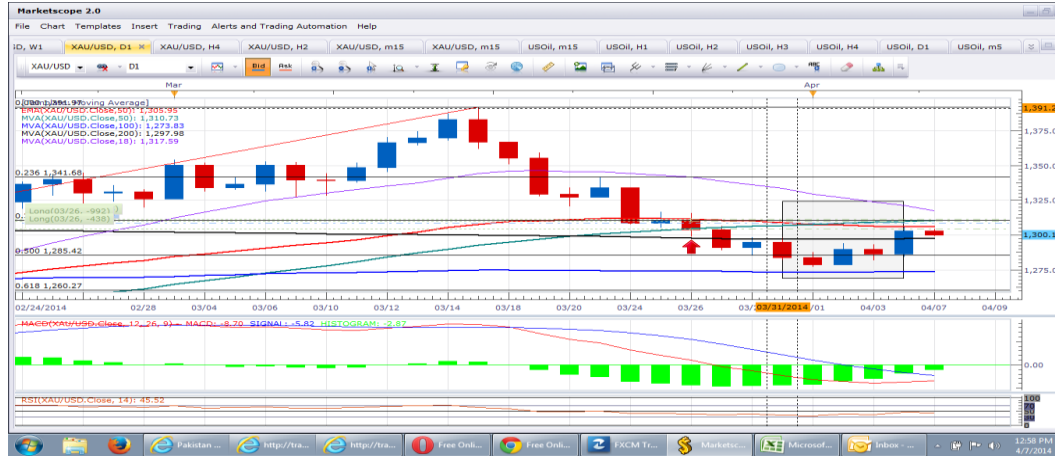 Marketscope 2.0
File Chart Templates Insert Trading Alerts and Trading Automation Help
D, W1 XAU/USD, D1 × XAU/USD, H4 XAU/USD, H2 XAU/USD, m15 XAU/USD, m15 USOil, m15 USOil, H1 USOil, H2 USOil, H3 USOil, H4 USOil, D1 USOil, m5
XAU/USD D1 Bid Ask
Mar Apr
Moving Average]
EMA(XAU/USD.Close,50): 1,305.95
MVA(XAU/USD.Close,50): 1,310.73
MVA(XAU/USD.Close,100): 1,273.83
MVA(XAU/USD.Close,200): 1,297.98
MVA(XAU/USD.Close,18): 1,317.59
1,391.2
1,375.0
1,350.0
0.236 1,341.68
1,325.0
Long(03/26, -992)
Long(03/26, -438)
1,300.1
0.500 1,285.42
1,275.0
0.618 1,260.27
02/24/2014 02/28 03/04 03/06 03/10 03/12 03/14 03/18 03/20 03/24 03/26 03/31/2014 04/01 04/03 04/07 04/09
MACD(XAU/USD.Close, 12, 26, 9) MACD: -8.70 SIGNAL: -5.82 HISTOGRAM: -2.87
0.00
RSI(XAU/USD.Close, 14): 45.52
100
0
Pakistan ... http://tra... http://tra... Free Onli... Free Onli... FXCM Tr... Marketsc... Microsof... Inbox - ... 12:58 PM
4/7/2014